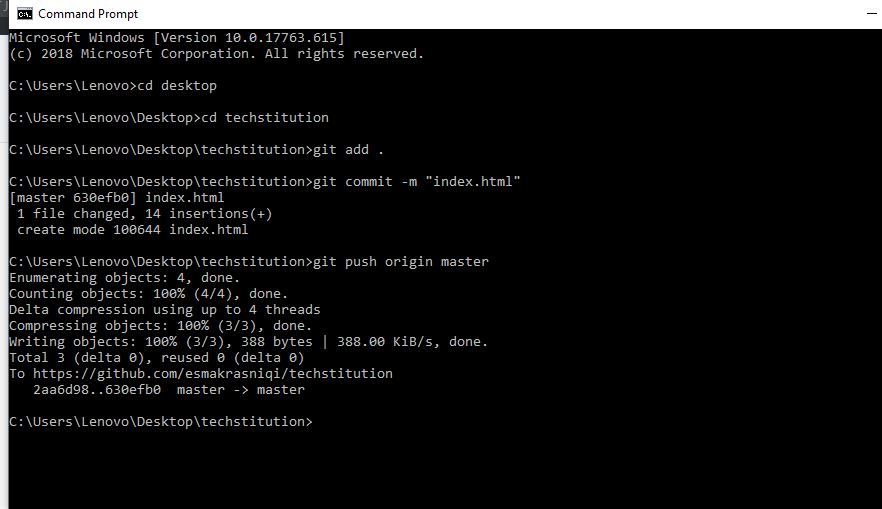 Command Prompt
Microsoft Windows [Version 10.0.17763.615]
(c) 2018 Microsoft Corporation. All rights reserved.
C:\Users\Lenovo>cd desktop
C:\Users\Lenovo\Desktop>cd techstitution
C:\Users\Lenovo\Desktop\techstitution>git add .
C:\Users\Lenovo\Desktop\techstitution>git commit -m "index.html"
[master 630efb0] index.html
 1 file changed, 14 insertions(+)
 create mode 100644 index.html
C:\Users\Lenovo\Desktop\techstitution>git push origin master
Enumerating objects: 4, done.
Counting objects: 100% (4/4), done.
Delta compression using up to 4 threads
Compressing objects: 100% (3/3), done.
Writing objects: 100% (3/3), 388 bytes | 388.00 KiB/s, done.
Total 3 (delta 0), reused 0 (delta 0)
To https://github.com/esmakrasniqi/techstitution
   2aa6d98..630efb0  master -> master
C:\Users\Lenovo\Desktop\techstitution>